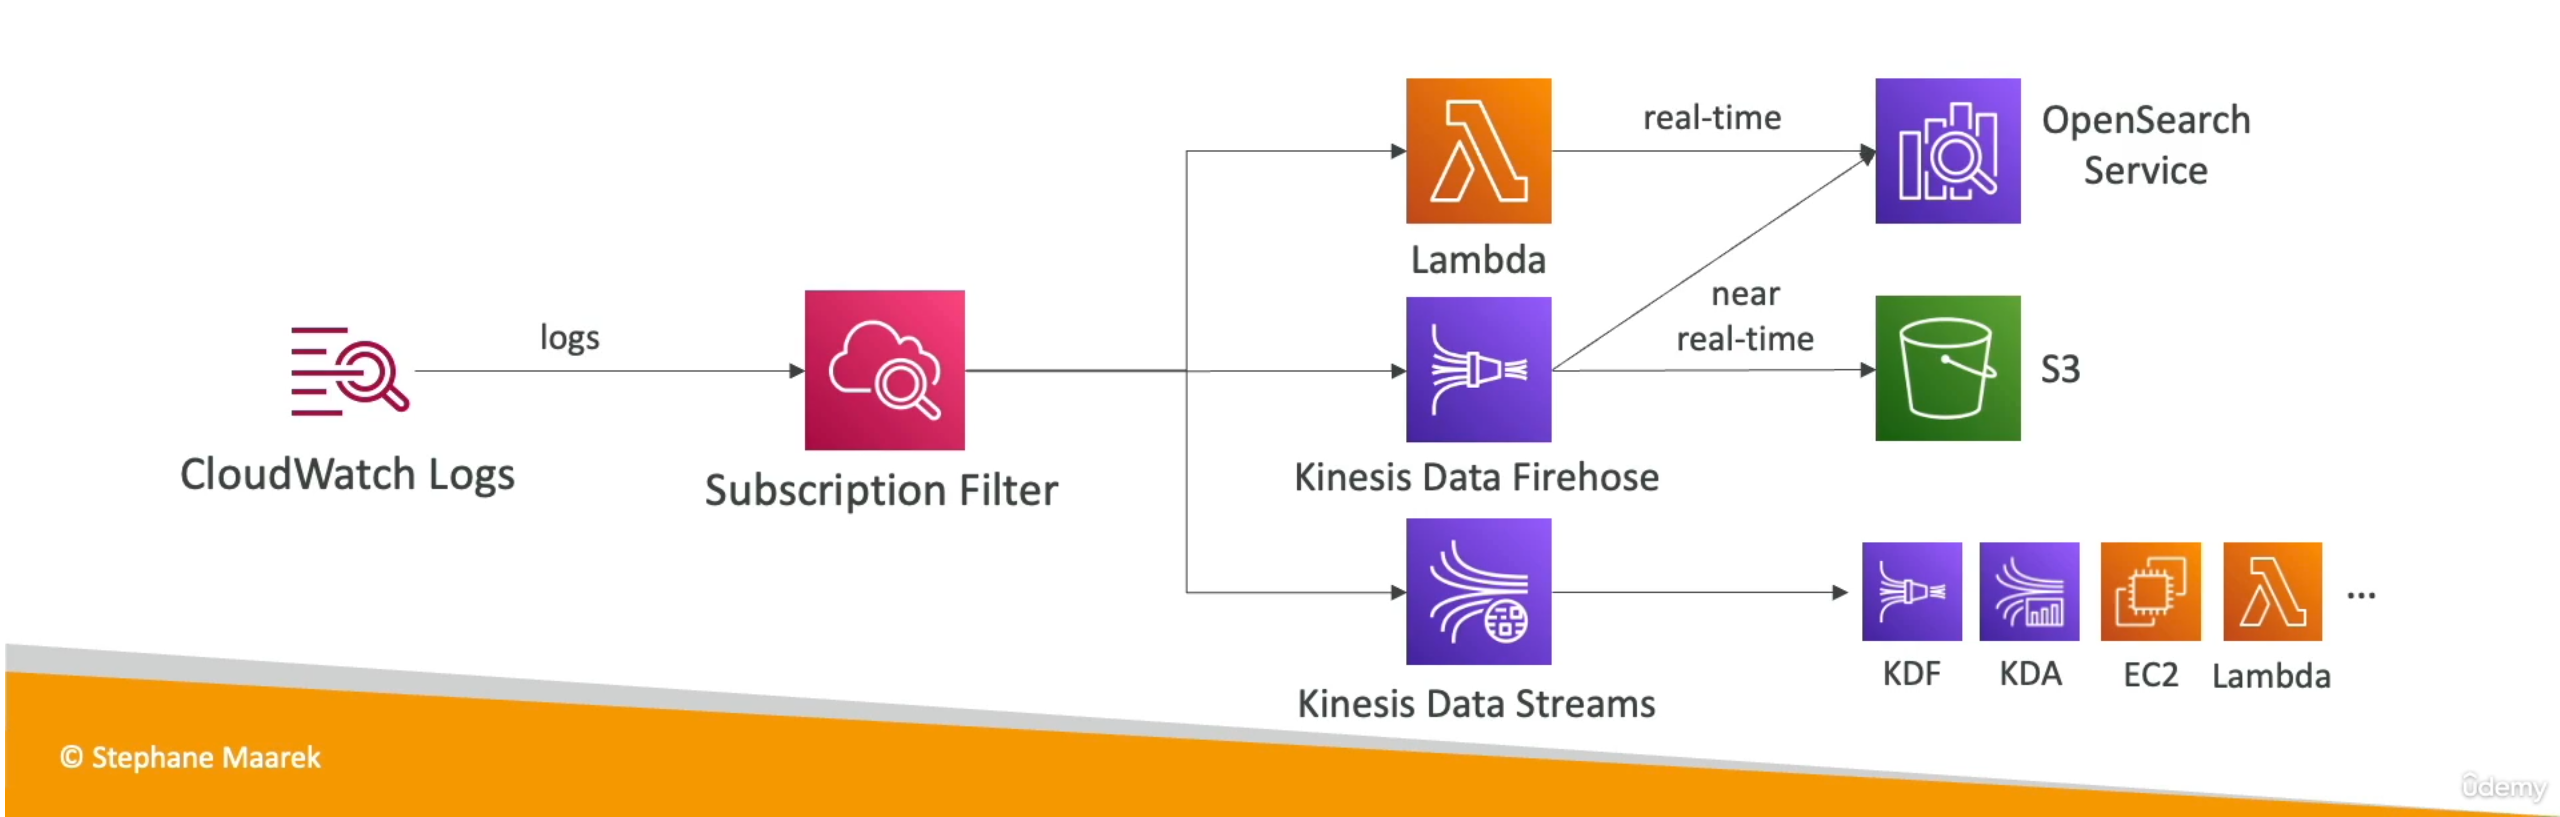 real-time
OpenSearch
Service
Lambda
near
real-time
logs
S3
CloudWatch Logs
Subscription Filter
Kinesis Data Firehose
KDF
KDA
EC2
Lambda
...
Kinesis Data Streams
© Stephane Maarek
ûdemy